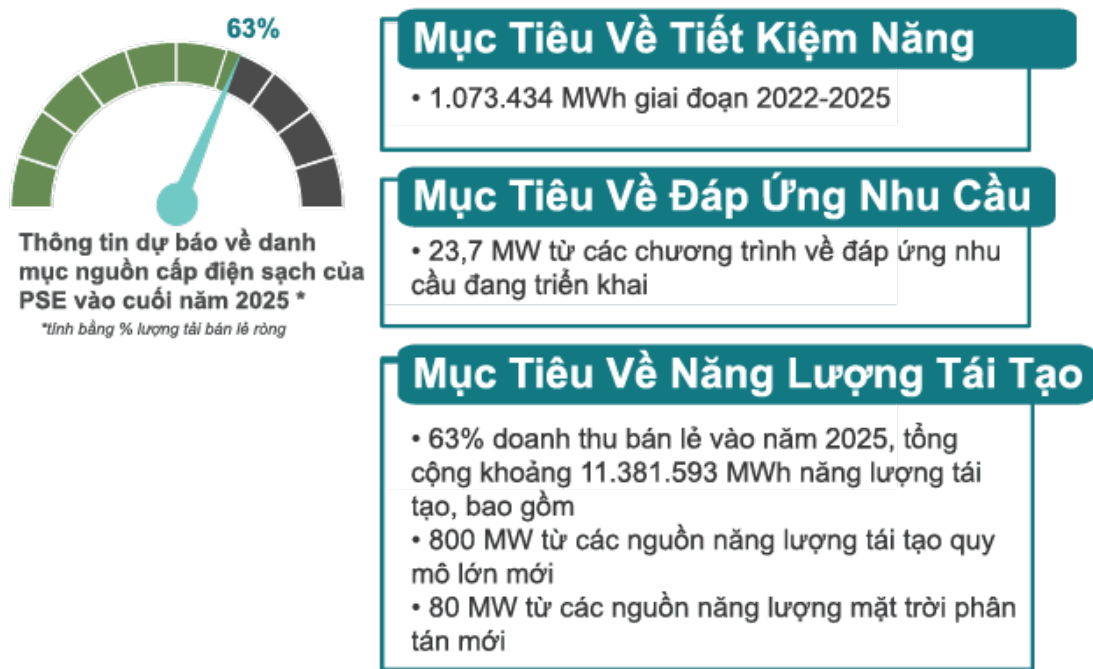 63%
Thông tin dự báo về danh
mục nguồn cấp điện sạch của
PSE vào cuối năm 2025 *
*tính bằng % lượng tải bán lẻ ròng
Mục Tiêu Về Tiết Kiệm Năng
• 1.073.434 MWh giai đoạn 2022-2025
Mục Tiêu Về Đáp Ứng Nhu Cầu
• 23,7 MW từ các chương trình về đáp ứng nhu
cầu đang triển khai
Mục Tiêu Về Năng Lượng Tái Tạo
• 63% doanh thu bán lẻ vào năm 2025, tổng
cộng khoảng 11.381.593 MWh năng lượng tái
tạo, bao gồm
• 800 MW từ các nguồn năng lượng tái tạo quy
mô lớn mới
• 80 MW từ các nguồn năng lượng mặt trời phân
tán mới